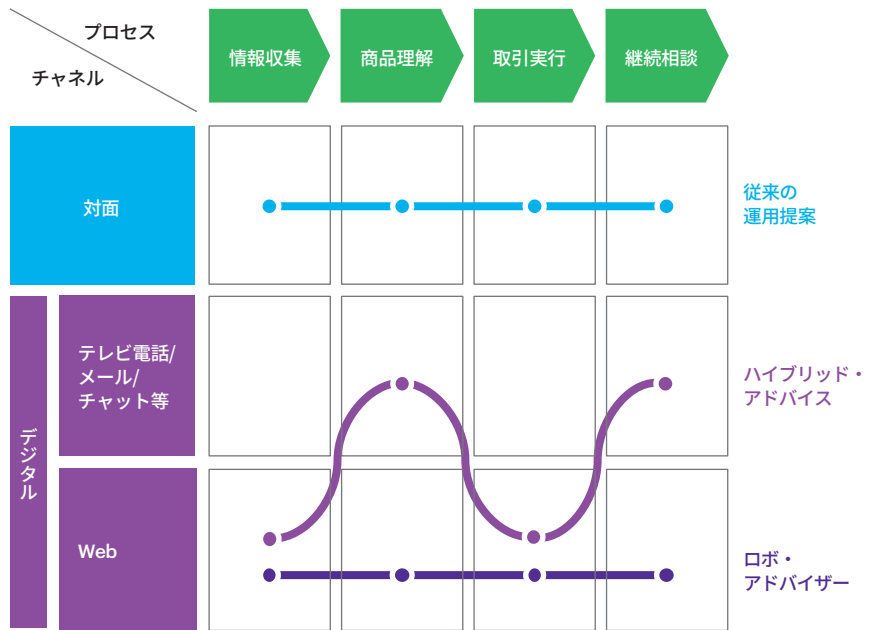 プロセス
チャネル
情報収集
商品理解
取引実行
継続相談
対面
従来の
運用提案
デジタル
テレビ電話/
メール/
チャット等
ハイブリッド・
アドバイス
Web
ロボ・
アドバイザー